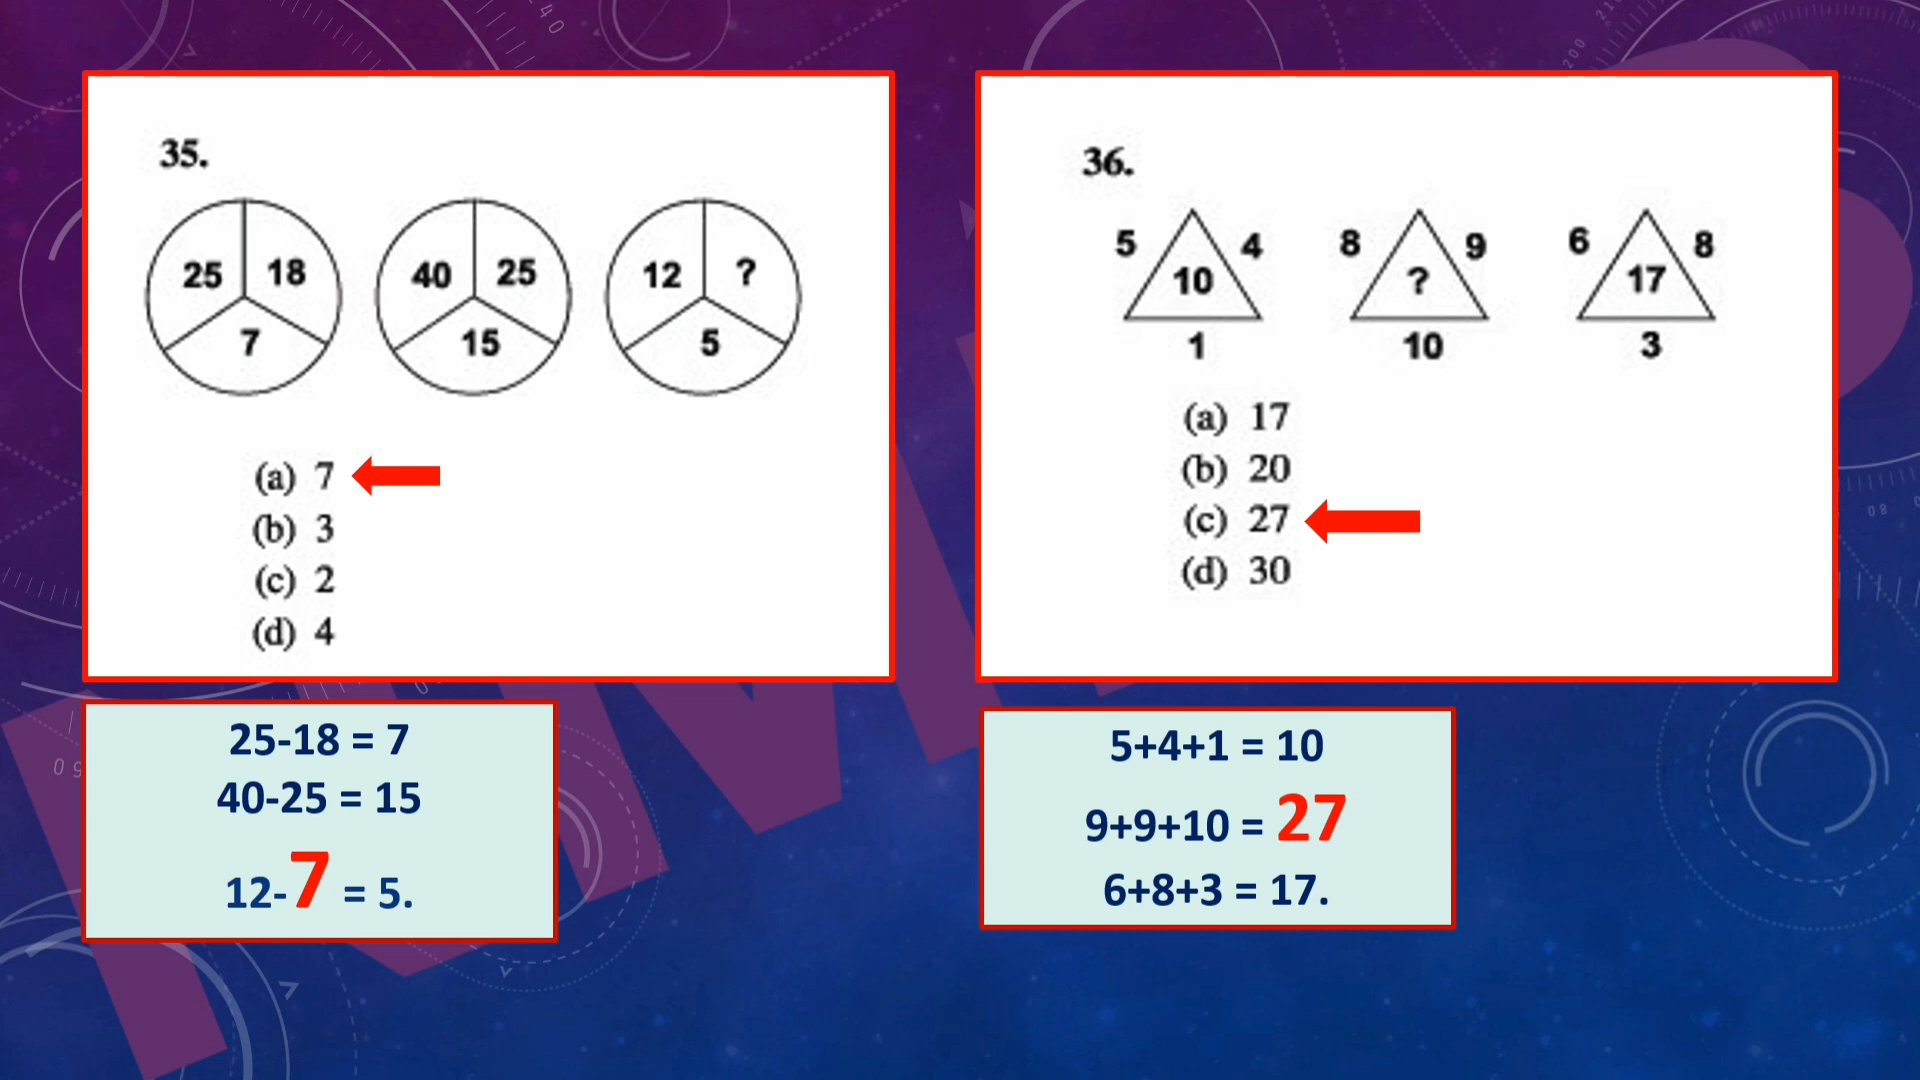 35.
25 18 7
40 25 15
12 ? 5
(a) 7
(b) 3
(c) 2
(d) 4
25-18 = 7
40-25 = 15
12-7 = 5.
36.
5 4 10 1
8 9 ? 10
6 8 17 3
(a) 17
(b) 20
(c) 27
(d) 30
5+4+1 = 10
9+9+10 = 27
6+8+3 = 17.